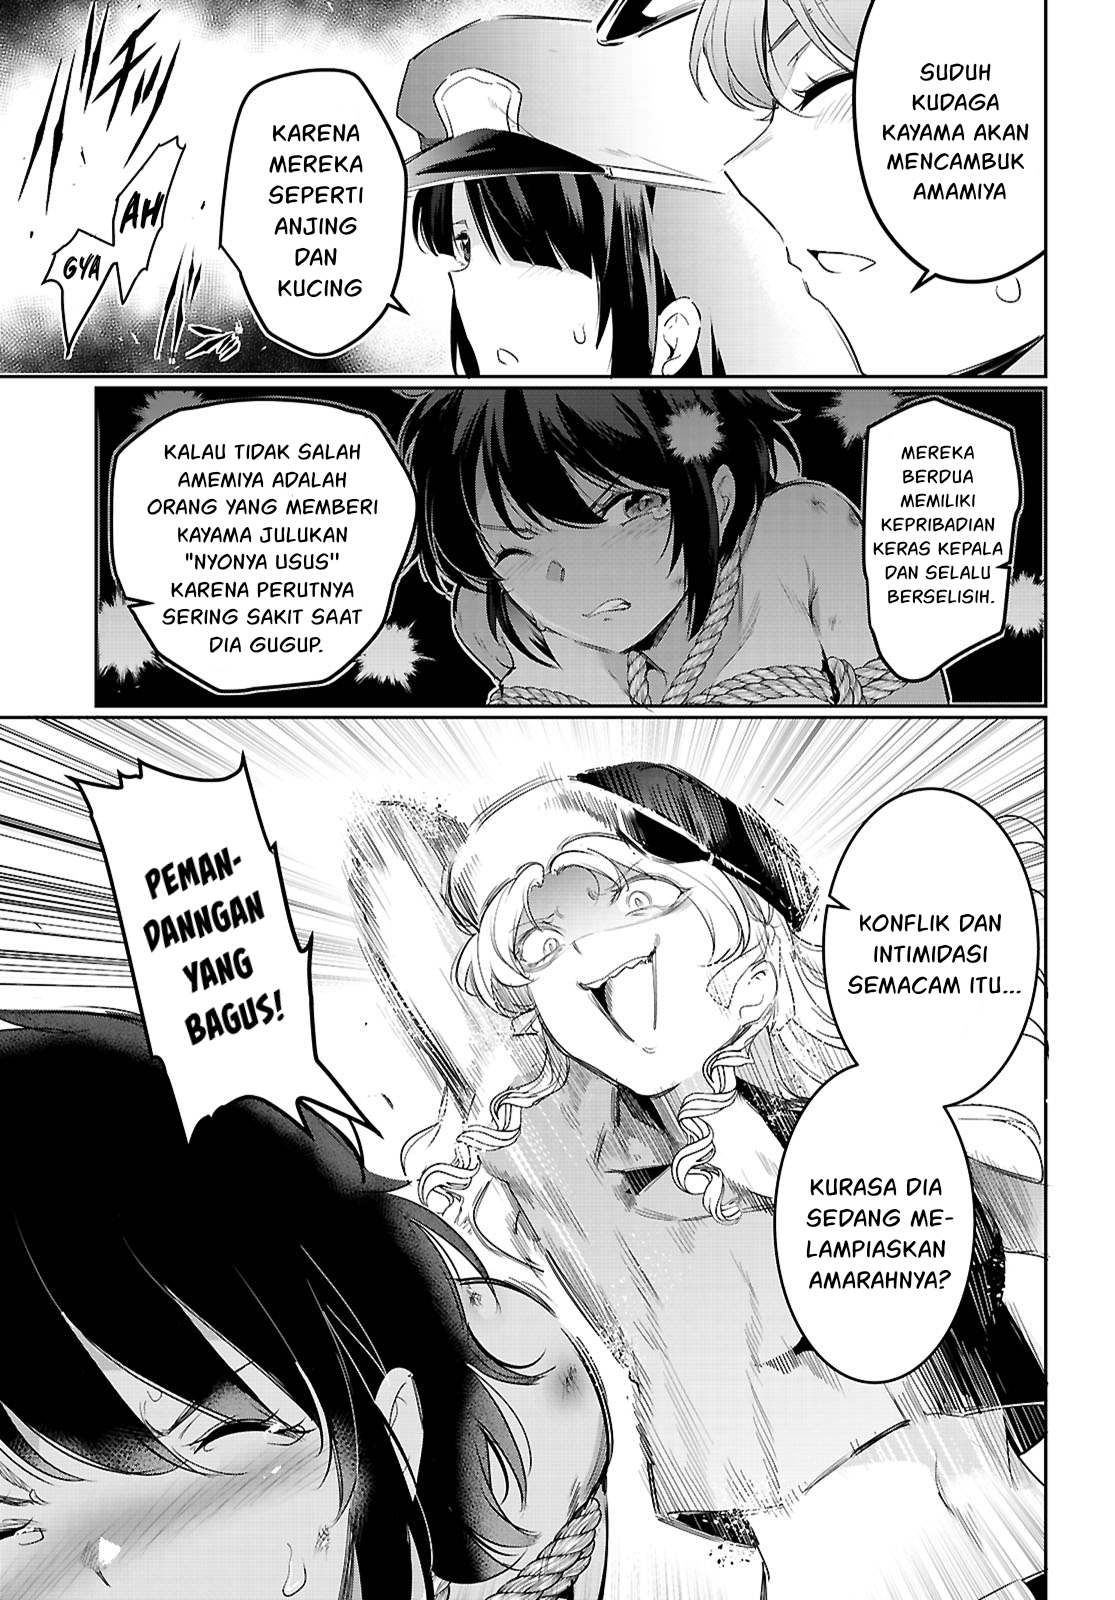 SUDUH
KUDAGA
KAYAMA AKAN
MENCAMBUK
AMAMIYA
KARENA
MEREKA
SEPERTI
ANJING
DAN
KUCING
AH
GYA
MEREKA
BERDUA
MEMILIKI
KEPRIBADIAN
KERAS KEPALA
DAN SELALU
BERSELISIH.
KALAU TIDAK SALAH
AMEMIYA ADALAH
ORANG YANG MEMBERI
KAYAMA JULUKAN
"NYONYA USUS"
KARENA PERUTNYA
SERING SAKIT SAAT
DIA GUGUP.
KONFLIK DAN
INTIMIDASI
SEMACAM ITU...
PEMAN-
DANNGAN
YANG
BAGUS!
KURASA DIA
SEDANG ME-
LAMPIASKAN
AMARAHNYA?